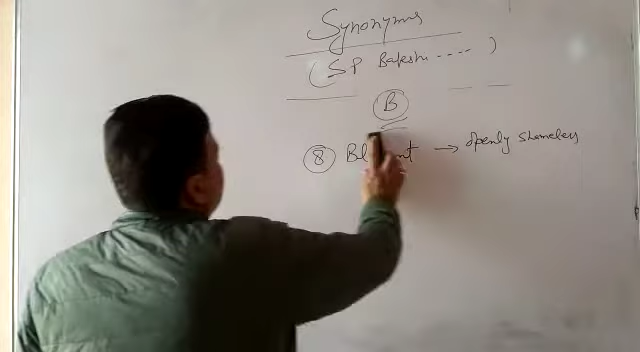 Synonyms
(SP Bakshi ---- )
B
⑧ → openly shameless